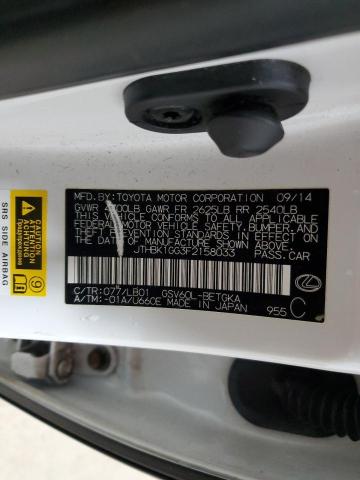 MFD.BY:TOYOTA MOTOR CORPORATION 09/14
GVWR GAWR FR 2625LB RR 2540LB
THIS VEHICLE CONFORMS TO ALL APPLICABLE
FEDERAL MOTOR VEHICLE SAFETY, BUMPER, AND
THEFT PREVENTION STANDARDS IN EFFECT ON
THE DATE OF MANUFACTURE SHOWN ABOVE.
JTHBK1GG3F2158033 PASS.CAR
C/TR:077/LB01 GSV60L-BETGKA
A/TM:-01A/U660E MADE IN JAPAN 955 C
SRS SIDE AIRBAG
9